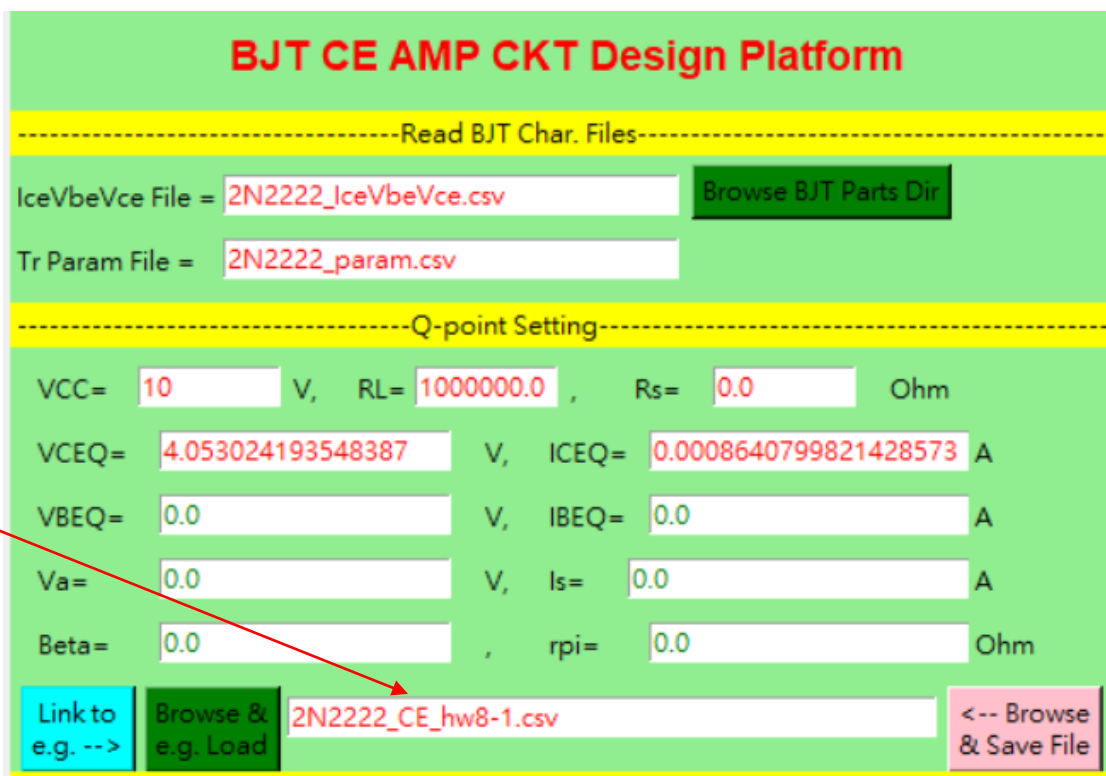 BJT CE AMP CKT Design Platform
------------------------------------Read BJT Char. Files--------------------------------------------
IceVbeVce File = 2N2222_IceVbeVce.csv Browse BJT Parts Dir
Tr Param File = 2N2222_param.csv
-------------------------------------Q-point Setting------------------------------------------------
VCC= 10 V, RL= 1000000.0 , Rs= 0.0 Ohm
VCEQ= 4.053024193548387 V, ICEQ= 0.0008640799821428573 A
VBEQ= 0.0 V, IBEQ= 0.0 A
Va= 0.0 V, Is= 0.0 A
Beta= 0.0 , rpi= 0.0 Ohm
Link to Browse & 2N2222_CE_hw8-1.csv <-- Browse
e.g. --> e.g. Load & Save File